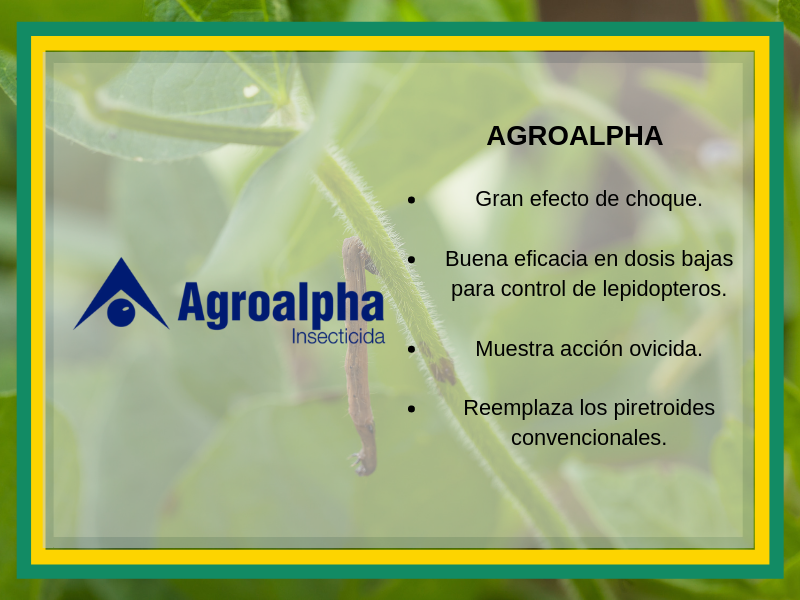 Agroalpha
Insecticida
AGROALPHA
• Gran efecto de choque.
• Buena eficacia en dosis bajas
para control de lepidopteros.
• Muestra acción ovicida.
• Reemplaza los piretroides
convencionales.